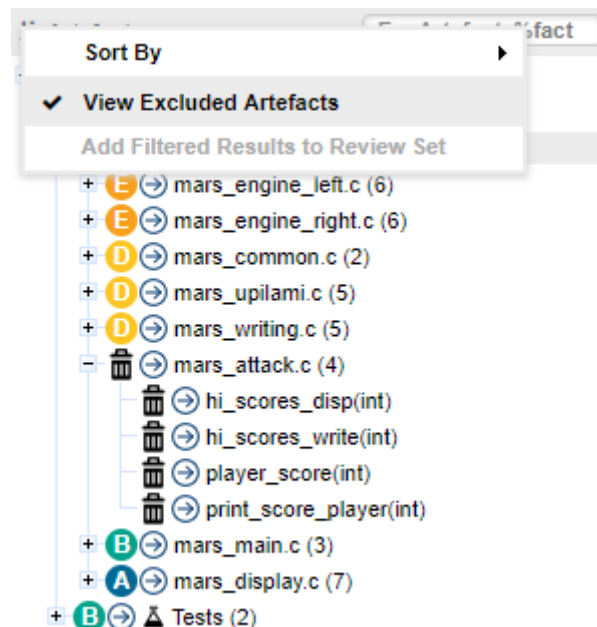 %fact
Sort By
View Excluded Artefacts
Add Filtered Results to Review Set
E mars_engine_left.c (6)
E mars_engine_right.c (6)
D mars_common.c (2)
D mars_upilami.c (5)
D mars_writing.c (5)
mars_attack.c (4)
hi_scores_disp(int)
hi_scores_write(int)
player_score(int)
print_score_player(int)
B mars_main.c (3)
A mars_display.c (7)
B Tests (2)